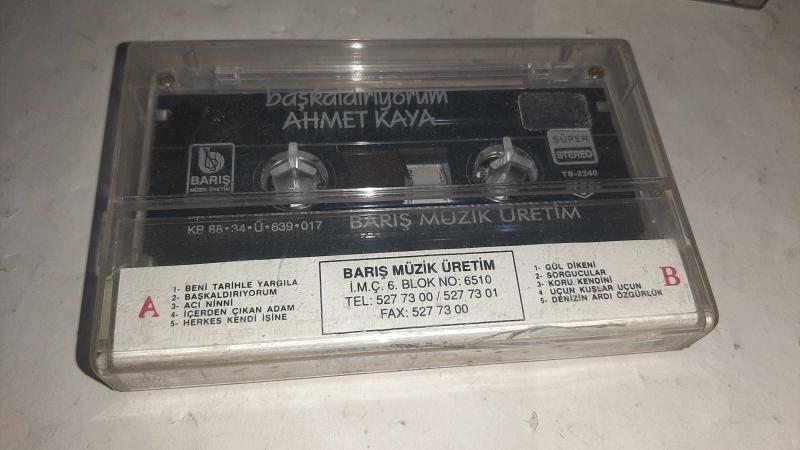 başkaldırıyorum
AHMET KAYA
BARIŞ
MÜZİK ÜRETİM
SÜPER
STEREO
TS-2240
KB 88•34•Ü•639•017
BARIŞ MÜZİK ÜRETİM
A
1- BENİ TARİHLE YARGILA
2- BAŞKALDIRIYORUM
3- ACI NİNNİ
4- İÇERDEN ÇIKAN ADAM
5- HERKES KENDİ İŞİNE
BARIŞ MÜZİK ÜRETİM
İ.M.Ç. 6. BLOK NO: 6510
TEL: 527 73 00 / 527 73 01
FAX: 527 73 00
1- GÜL DİKENİ
2- SORGUCULAR
3- KORU KENDİNİ
4- UÇUN KUŞLAR UÇUN
5- DENİZİN ARDI ÖZGÜRLÜK
B